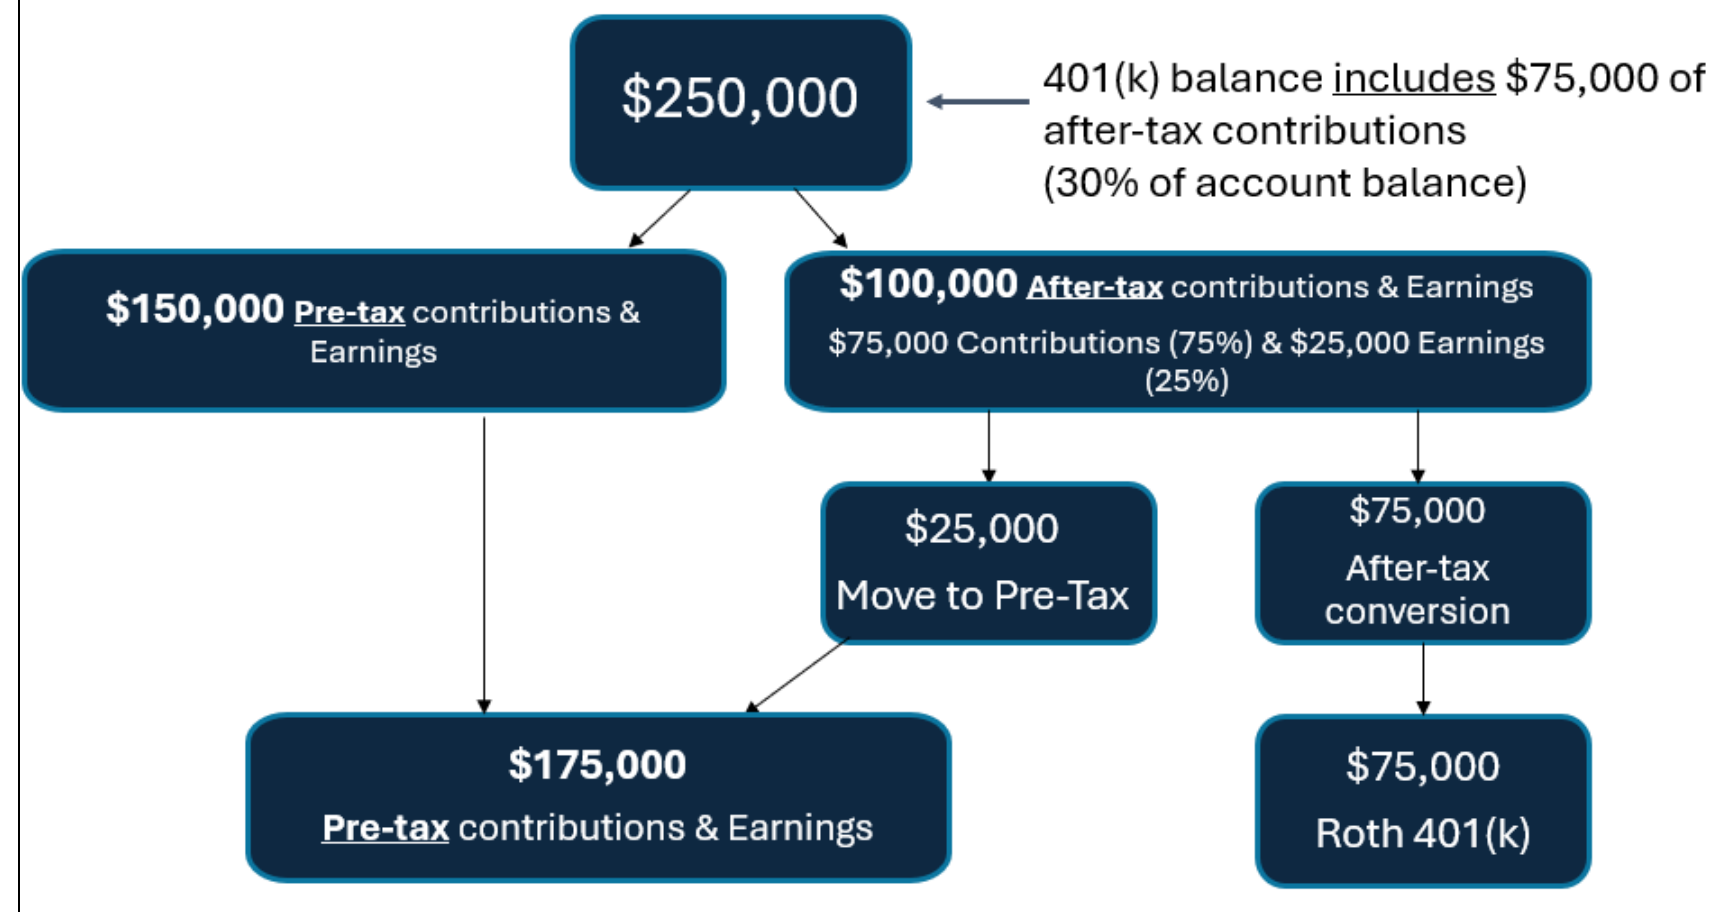 $250,000
401(k) balance includes $75,000 of
after-tax contributions
(30% of account balance)
$150,000 Pre-tax contributions &
Earnings
$100,000 After-tax contributions & Earnings
$75,000 Contributions (75%) & $25,000 Earnings
(25%)
$25,000
Move to Pre-Tax
$75,000
After-tax
conversion
$175,000
Pre-tax contributions & Earnings
$75,000
Roth 401(k)